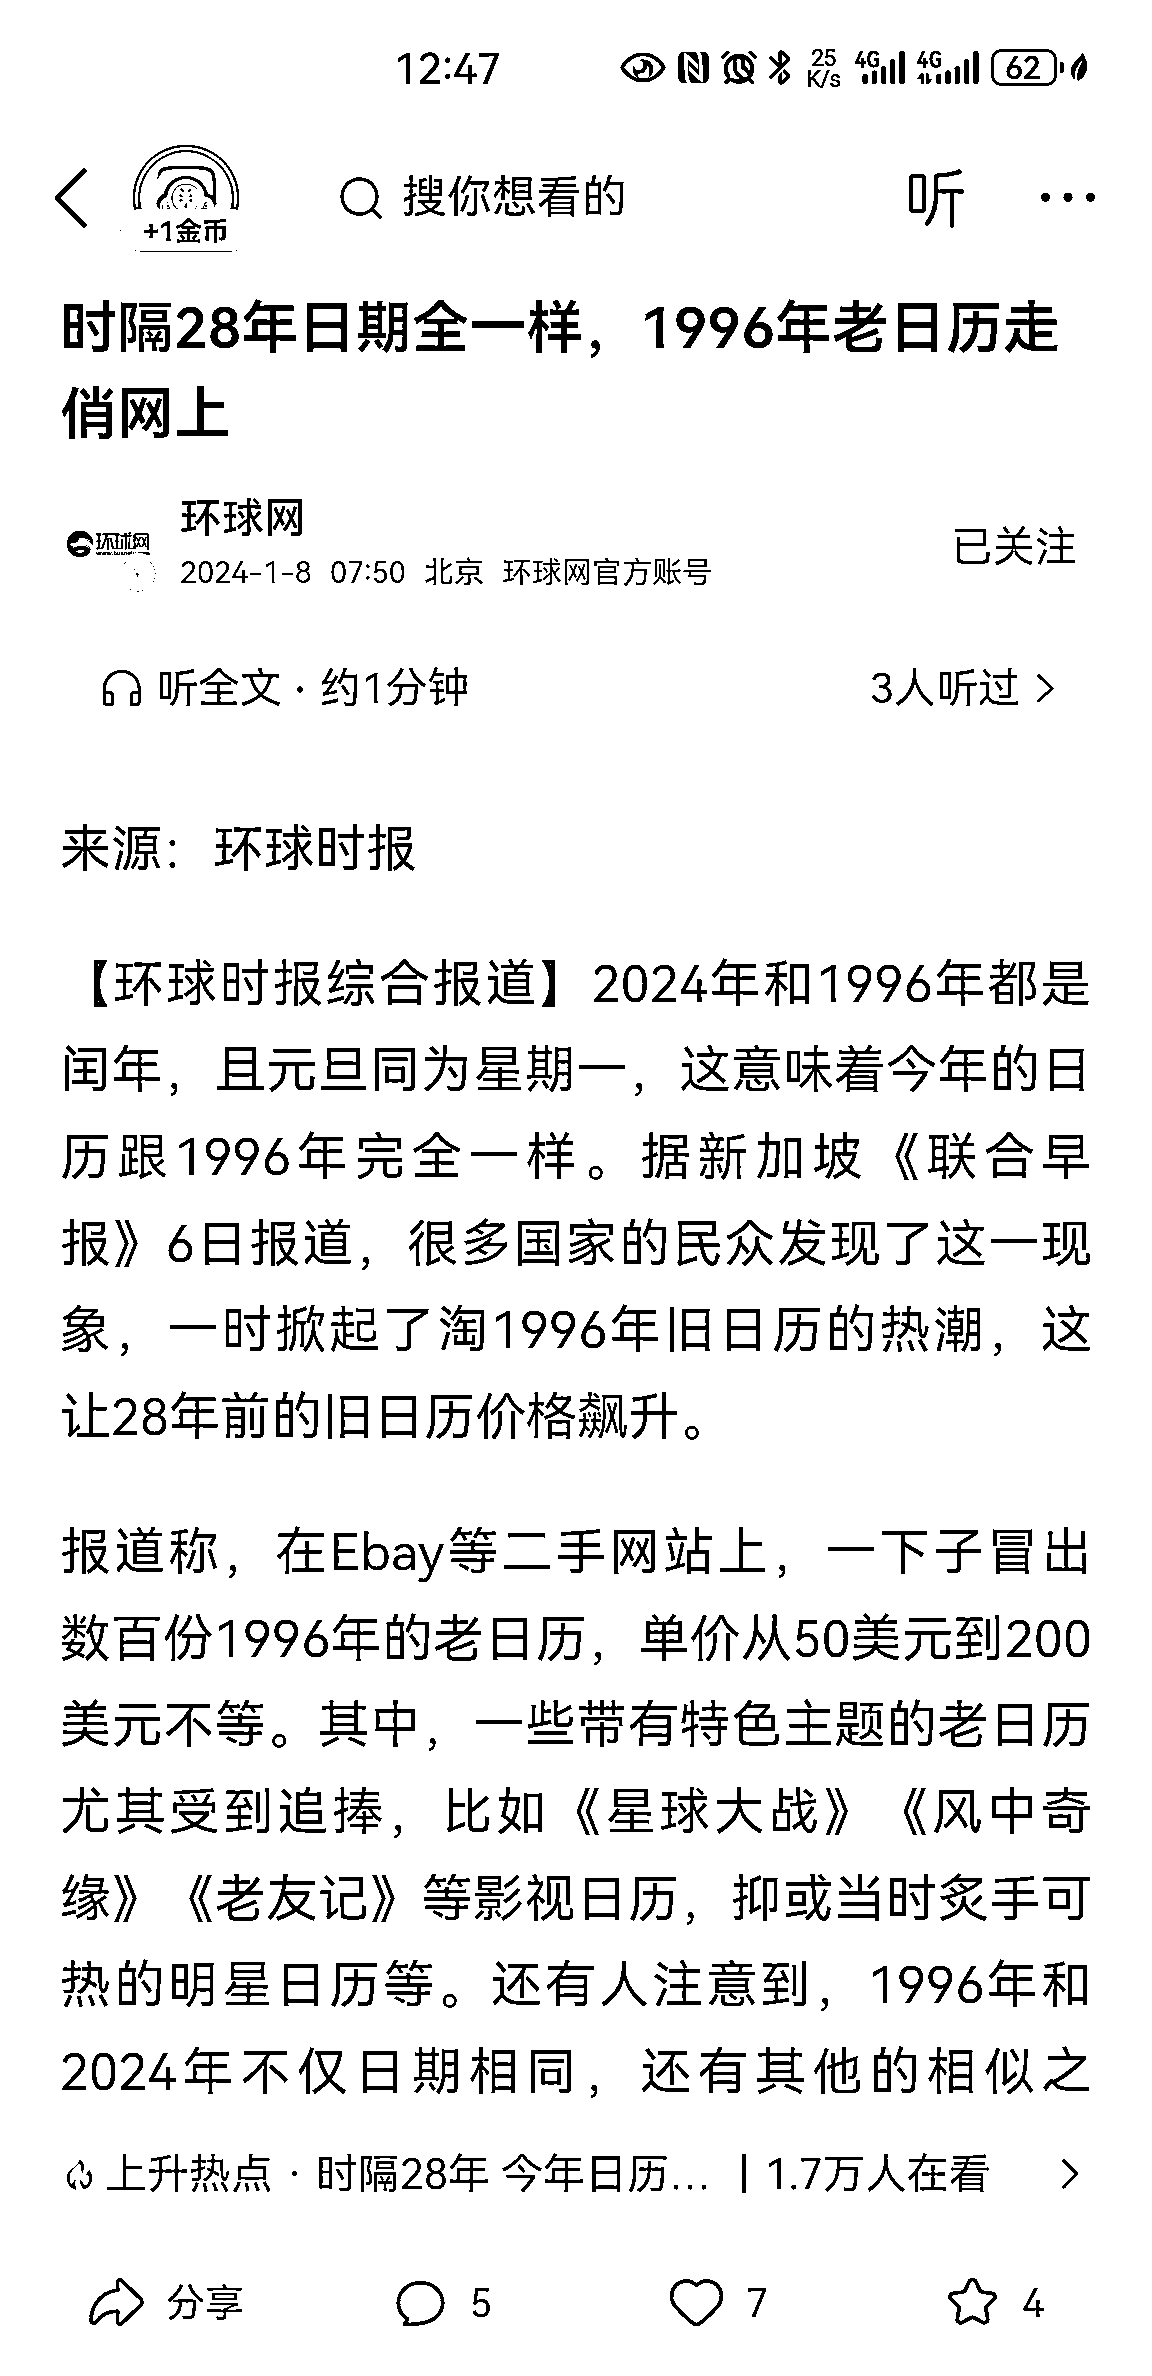 12:47
25
K/s
4G
4G
62
+1金币
搜你想看的
听
时隔28年日期全一样，1996年老日历走
俏网上
环球网
环球网
2024-1-8 07:50 北京 环球网官方账号
已关注
听全文·约1分钟
3人听过
来源：环球时报
【环球时报综合报道】2024年和1996年都是
闰年，且元旦同为星期一，这意味着今年的日
历跟1996年完全一样。据新加坡《联合早
报》6日报道，很多国家的民众发现了这一现
象，一时掀起了淘1996年旧日历的热潮，这
让28年前的旧日历价格飙升。
报道称，在Ebay等二手网站上，一下子冒出
数百份1996年的老日历，单价从50美元到200
美元不等。其中，一些带有特色主题的老日历
尤其受到追捧，比如《星球大战》《风中奇
缘》《老友记》等影视日历，抑或当时炙手可
热的明星日历等。还有人注意到，1996年和
2024年不仅日期相同，还有其他的相似之
上升热点·时隔28年 今年日历... | 1.7万人在看
分享
5
7
4